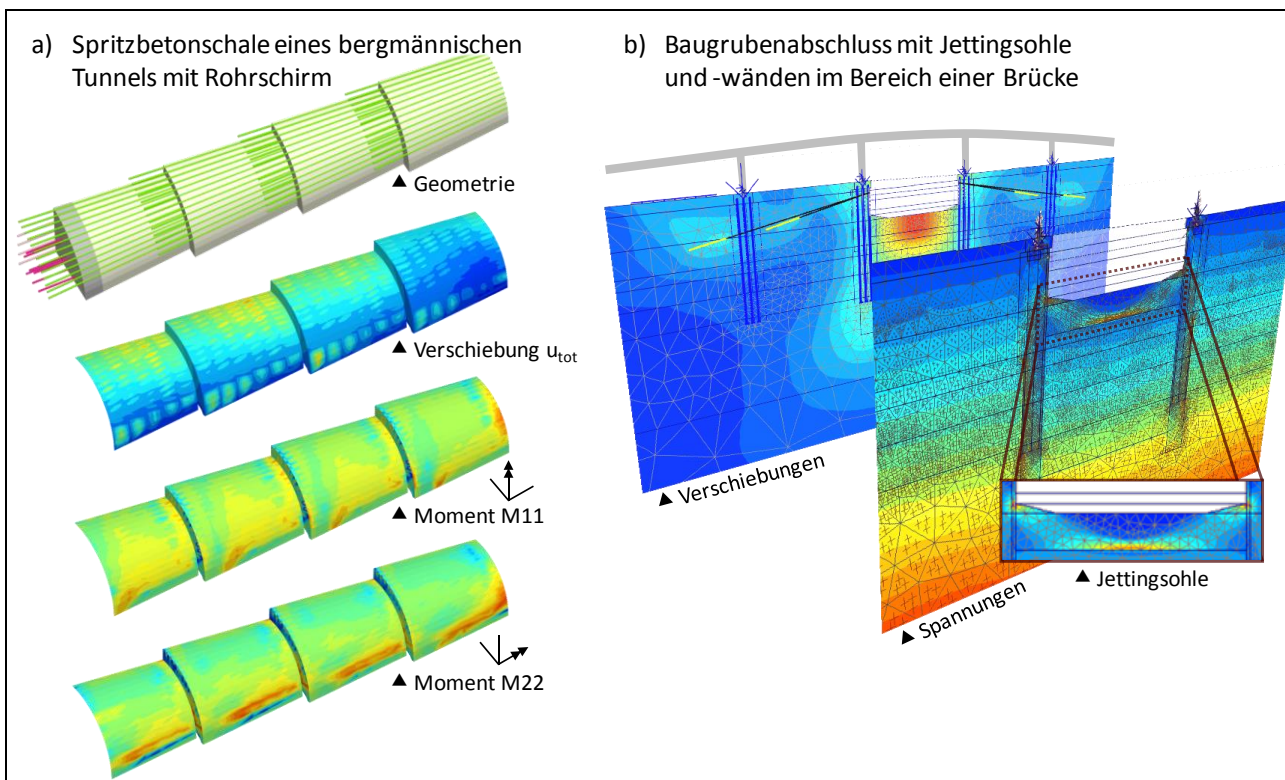 a) Spritzbetonschale eines bergmännischen
Tunnels mit Rohrschirm
▲ Geometrie
▲ Verschiebung utot
▲ Moment M11
▲ Moment M22
b) Baugrubenabschluss mit Jettingsohle
und -wänden im Bereich einer Brücke
▲ Verschiebungen
▲ Spannungen
▲ Jettingsohle